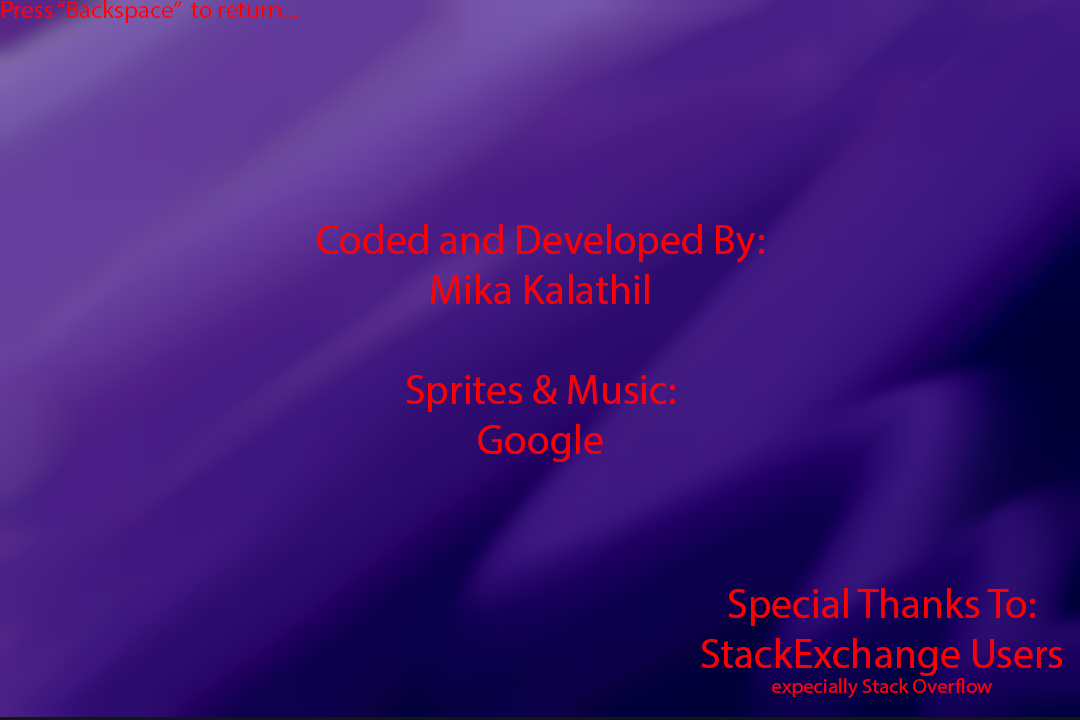 Press “Backspace” to return...
Coded and Developed By:
Mika Kalathil
Sprites & Music:
Google
Special Thanks To:
StackExchange Users
expecially Stack Overflow